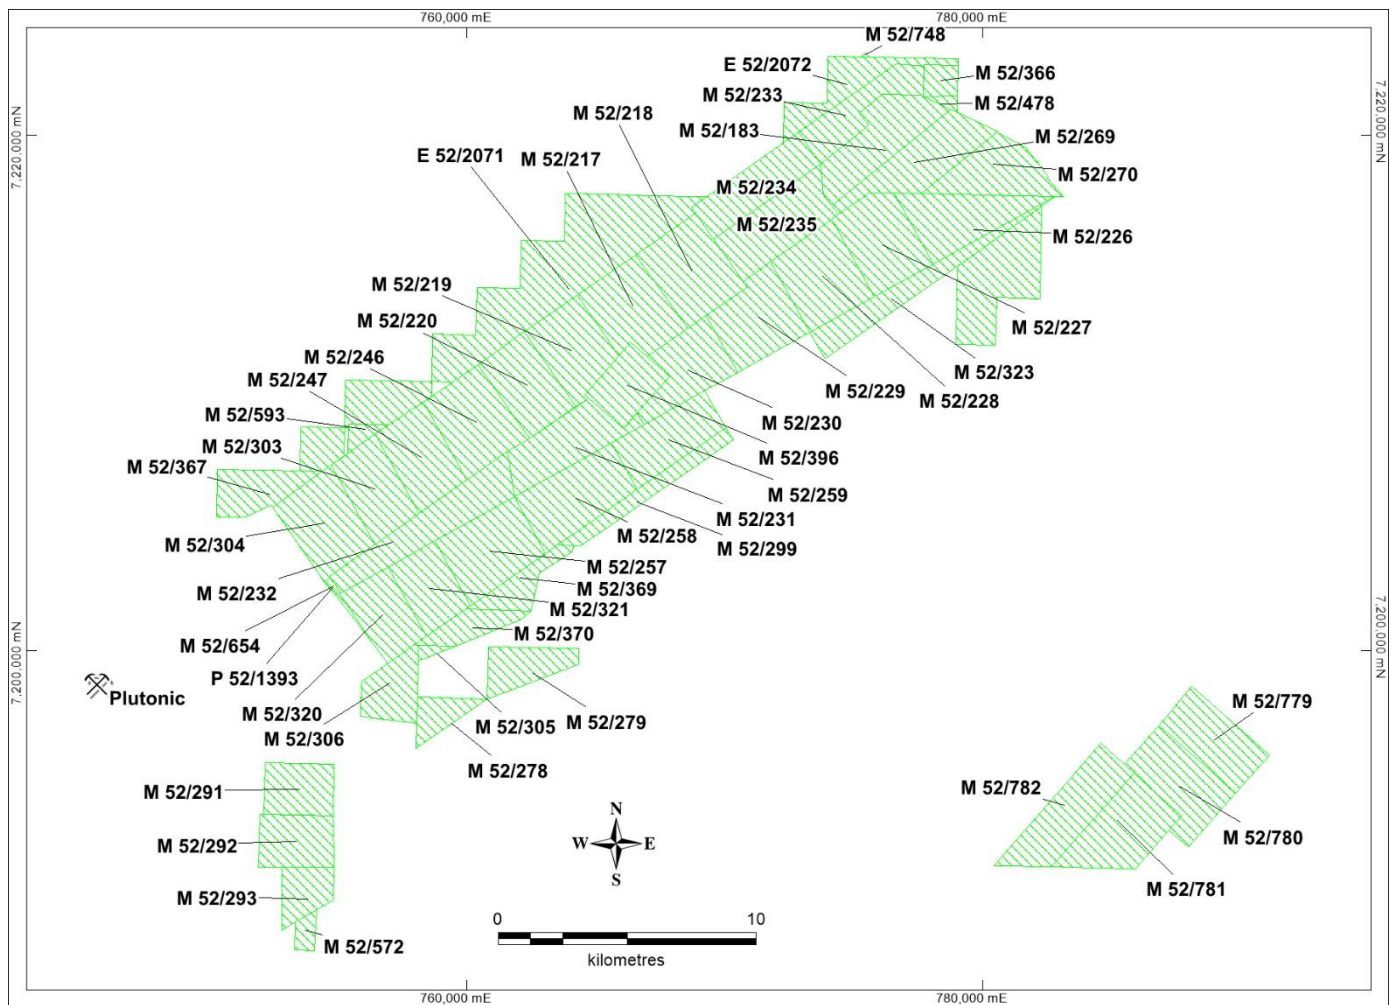 760,000 mE
780,000 mE
M 52/748
E 52/2072
M 52/366
M 52/233
M 52/478
M 52/218
M 52/183
M 52/269
7,220,000 mN
7,220,000 mN
E 52/2071
M 52/217
M 52/270
M 52/234
M 52/235
M 52/226
M 52/219
M 52/220
M 52/227
M 52/246
M 52/247
M 52/323
M 52/229
M 52/228
M 52/593
M 52/230
M 52/303
M 52/396
M 52/367
M 52/259
M 52/231
M 52/258
M 52/304
M 52/299
M 52/257
M 52/369
M 52/232
M 52/321
M 52/370
M 52/654
7,200,000 mN
7,200,000 mN
P 52/1393
Plutonic
M 52/320
M 52/305
M 52/279
M 52/779
M 52/306
M 52/278
M 52/291
M 52/782
N
M 52/292
W
E
M 52/780
S
M 52/781
M 52/293
0
10
M 52/572
kilometres
760,000 mE
780,000 mE